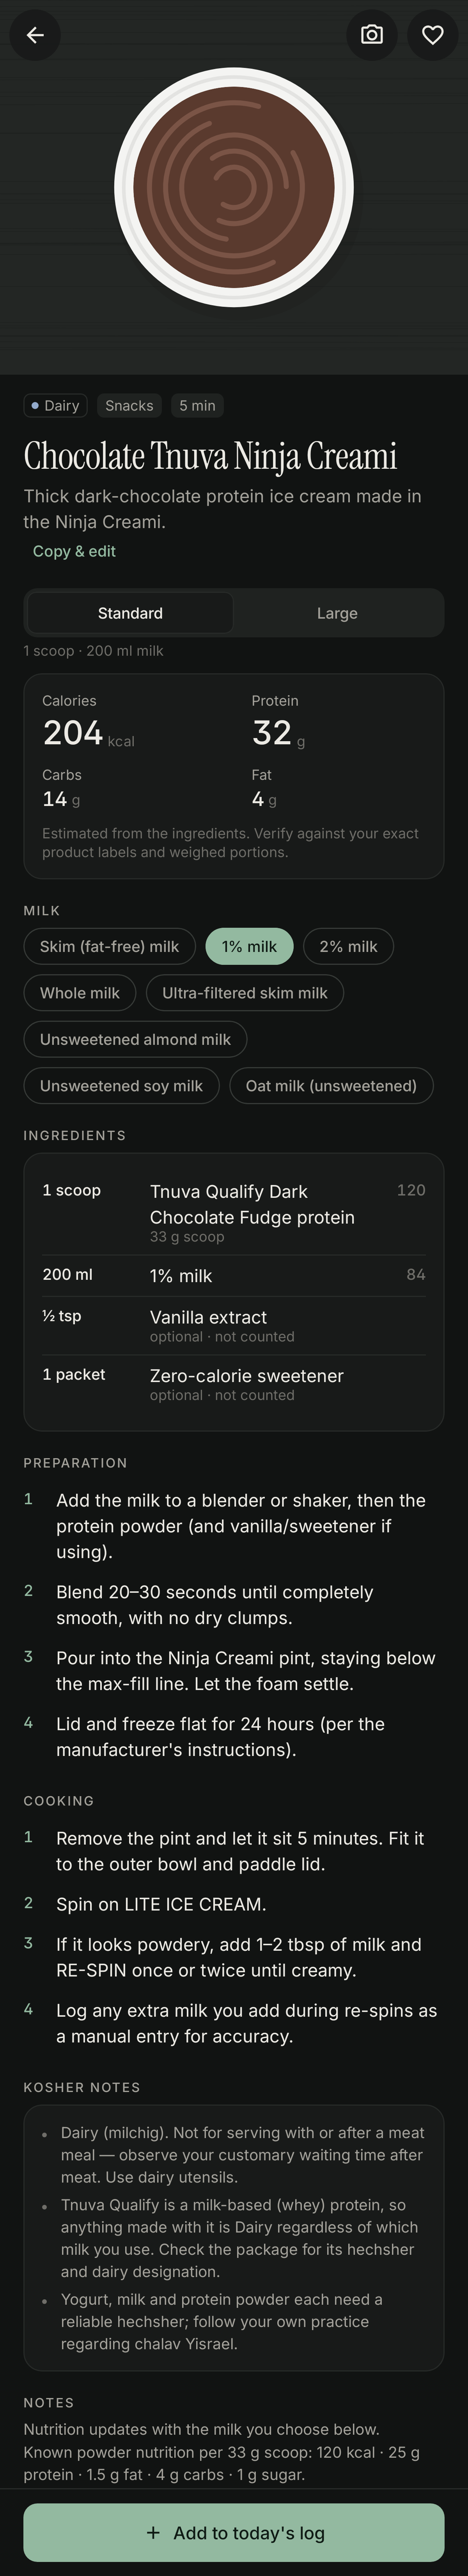 Dairy
Snacks
5 min
Chocolate Tnuva Ninja Creami
Thick dark-chocolate protein ice cream made in
the Ninja Creami.
Copy & edit
Standard
Large
1 scoop · 200 ml milk
Calories
Protein
204 kcal
32 g
Carbs
Fat
14 g
4 g
Estimated from the ingredients. Verify against your exact
product labels and weighed portions.
MILK
Skim (fat-free) milk
1% milk
2% milk
Whole milk
Ultra-filtered skim milk
Unsweetened almond milk
Unsweetened soy milk
Oat milk (unsweetened)
INGREDIENTS
1 scoop
Tnuva Qualify Dark
120
Chocolate Fudge protein
33 g scoop
200 ml
1% milk
84
½ tsp
Vanilla extract
optional · not counted
1 packet
Zero-calorie sweetener
optional · not counted
PREPARATION
1
Add the milk to a blender or shaker, then the
protein powder (and vanilla/sweetener if
using).
2
Blend 20–30 seconds until completely
smooth, with no dry clumps.
3
Pour into the Ninja Creami pint, staying below
the max-fill line. Let the foam settle.
4
Lid and freeze flat for 24 hours (per the
manufacturer's instructions).
COOKING
1
Remove the pint and let it sit 5 minutes. Fit it
to the outer bowl and paddle lid.
2
Spin on LITE ICE CREAM.
3
If it looks powdery, add 1–2 tbsp of milk and
RE-SPIN once or twice until creamy.
4
Log any extra milk you add during re-spins as
a manual entry for accuracy.
KOSHER NOTES
Dairy (milchig). Not for serving with or after a meat
meal — observe your customary waiting time after
meat. Use dairy utensils.
Tnuva Qualify is a milk-based (whey) protein, so
anything made with it is Dairy regardless of which
milk you use. Check the package for its hechsher
and dairy designation.
Yogurt, milk and protein powder each need a
reliable hechsher; follow your own practice
regarding chalav Yisrael.
NOTES
Nutrition updates with the milk you choose below.
Known powder nutrition per 33 g scoop: 120 kcal · 25 g
protein · 1.5 g fat · 4 g carbs · 1 g sugar.
+ Add to today's log